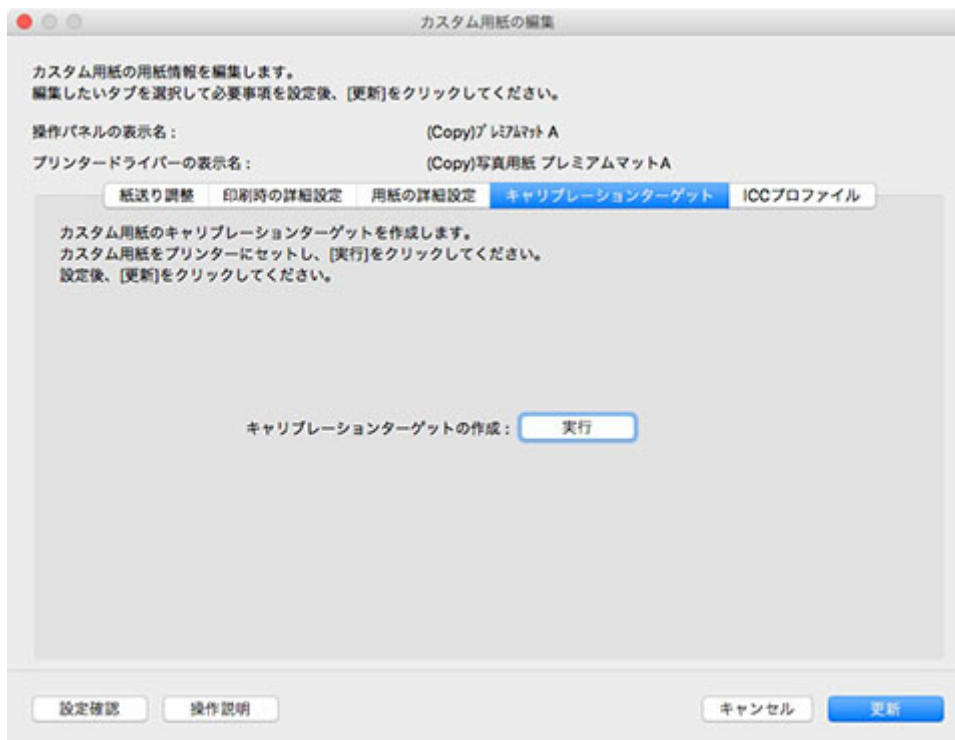 カスタム用紙の編集
カスタム用紙の用紙情報を編集します。
編集したいタブを選択して必要事項を設定後、[更新]をクリックしてください。
操作パネルの表示名： (Copy)ﾌﾟﾚﾐｱﾑﾏｯﾄ A
プリンタードライバーの表示名： (Copy)写真用紙 プレミアムマットA
紙送り調整 印刷時の詳細設定 用紙の詳細設定 キャリブレーションターゲット ICCプロファイル
カスタム用紙のキャリブレーションターゲットを作成します。
カスタム用紙をプリンターにセットし、[実行]をクリックしてください。
設定後、[更新]をクリックしてください。
キャリブレーションターゲットの作成： 実行
設定確認 操作説明 キャンセル 更新